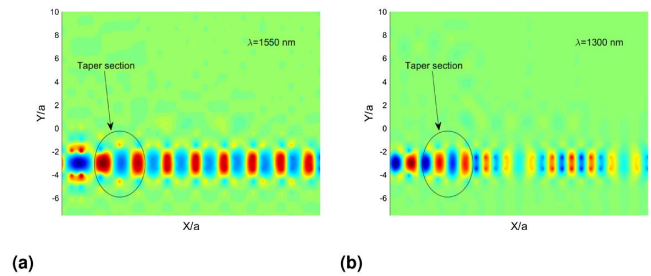 10
8
λ=1550 nm
6
Taper section
4
Y/a
2
0
-2
-4
-6
X/a
(a)
10
8
λ=1300 nm
6
Taper section
4
Y/a
2
0
-2
-4
-6
X/a
(b)